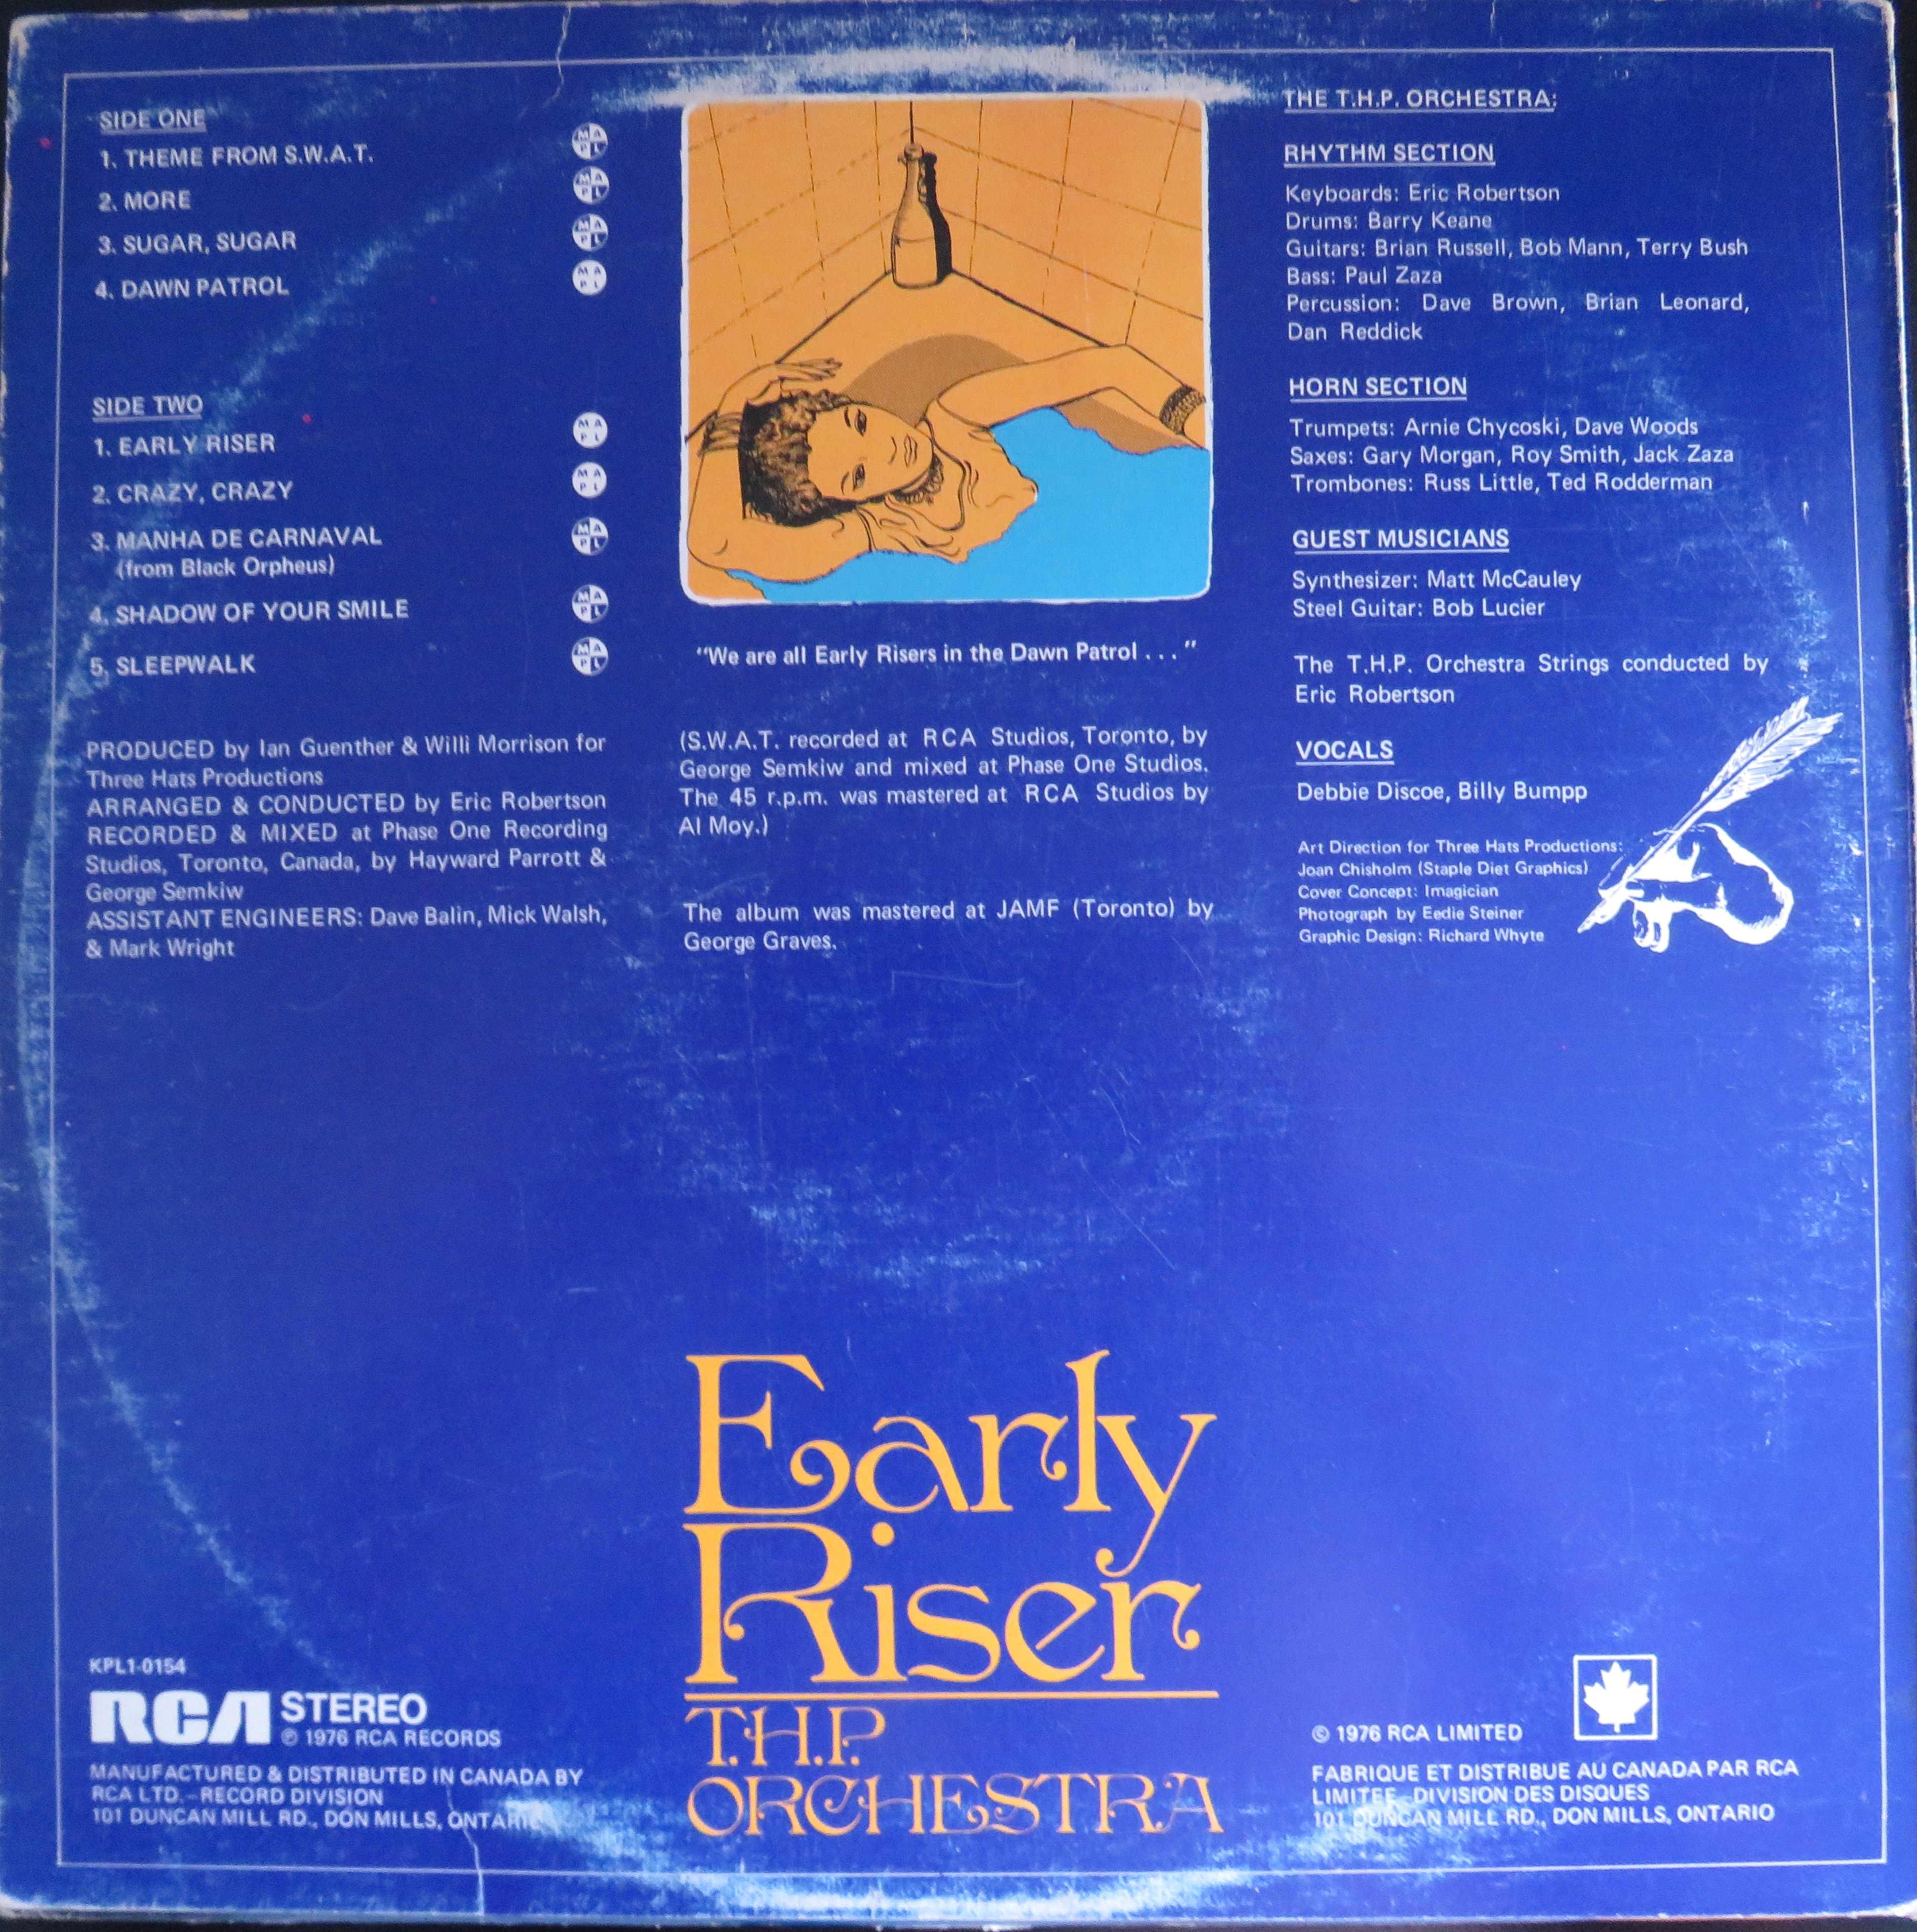 SIDE ONE
1. THEME FROM S.W.A.T.
2. MORE
3. SUGAR, SUGAR
4. DAWN PATROL
MAPL
MAPL
MAPL
MAPL
SIDE TWO
1. EARLY RISER
2. CRAZY, CRAZY
3. MANHA DE CARNAVAL
(from Black Orpheus)
4. SHADOW OF YOUR SMILE
5. SLEEPWALK
MAPL
MAPL
MAPL
MAPL
MAPL
PRODUCED by Ian Guenther & Willi Morrison for
Three Hats Productions
ARRANGED & CONDUCTED by Eric Robertson
RECORDED & MIXED at Phase One Recording
Studios, Toronto, Canada, by Hayward Parrott &
George Semkiw
ASSISTANT ENGINEERS: Dave Balin, Mick Walsh,
& Mark Wright
"We are all Early Risers in the Dawn Patrol . . . "
(S.W.A.T. recorded at RCA Studios, Toronto, by
George Semkiw and mixed at Phase One Studios.
The 45 r.p.m. was mastered at RCA Studios by
Al Moy.)
The album was mastered at JAMF (Toronto) by
George Graves.
THE T.H.P. ORCHESTRA:
RHYTHM SECTION
Keyboards: Eric Robertson
Drums: Barry Keane
Guitars: Brian Russell, Bob Mann, Terry Bush
Bass: Paul Zaza
Percussion: Dave Brown, Brian Leonard,
Dan Reddick
HORN SECTION
Trumpets: Arnie Chycoski, Dave Woods
Saxes: Gary Morgan, Roy Smith, Jack Zaza
Trombones: Russ Little, Ted Rodderman
GUEST MUSICIANS
Synthesizer: Matt McCauley
Steel Guitar: Bob Lucier
The T.H.P. Orchestra Strings conducted by
Eric Robertson
VOCALS
Debbie Discoe, Billy Bumpp
Art Direction for Three Hats Productions:
Joan Chisholm (Staple Diet Graphics)
Cover Concept: Imagician
Photograph by Eedie Steiner
Graphic Design: Richard Whyte
Early
Riser
T.H.P.
ORCHESTRA
KPL1-0154
RCA STEREO
℗ 1976 RCA RECORDS
MANUFACTURED & DISTRIBUTED IN CANADA BY
RCA LTD. - RECORD DIVISION
101 DUNCAN MILL RD., DON MILLS, ONTARIO
© 1976 RCA LIMITED
FABRIQUE ET DISTRIBUE AU CANADA PAR RCA
LIMITEE, DIVISION DES DISQUES
101 DUNCAN MILL RD., DON MILLS, ONTARIO